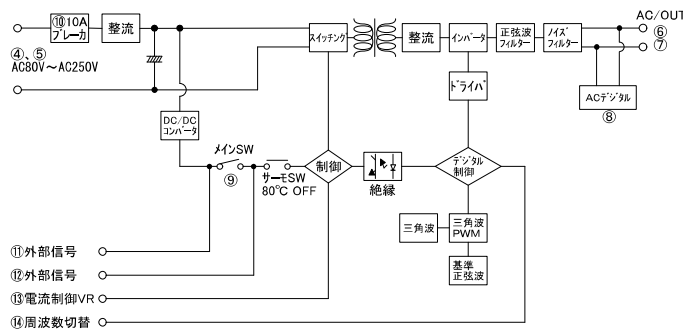 AC/OUT
⑩10A
ブレーカ
整流
スイッチング
整流
インバータ
正弦波
フィルター
ノイズ
フィルター
⑥
⑦
④、⑤
AC80V～AC250V
ドライバ
ACデジタル
⑧
DC/DC
コンバータ
メインSW
⑨
サーモSW
80℃ OFF
制御
絶縁
デジタル
制御
三角波
三角波
PWM
基準
正弦波
⑪外部信号
⑫外部信号
⑬電流制御VR
⑭周波数切替